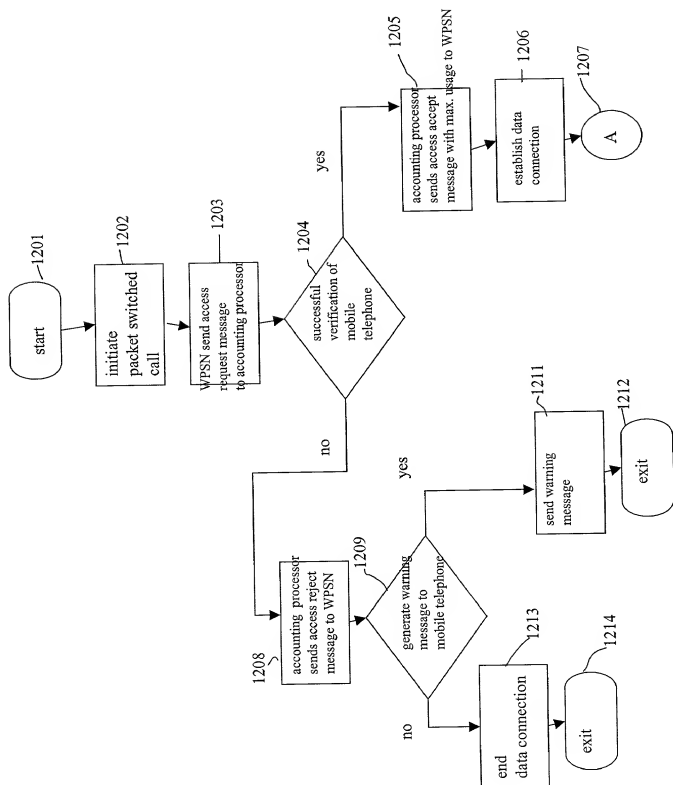 start
1201
initiate
packet switched
call
1202
WPSN send access
request message
to accounting processor
1203
successful
verification of
mobile
telephone
1204
yes
accounting processor
sends access accept
message with max. usage to WPSN
1205
establish data
connection
1206
A
1207
no
accounting processor
sends access reject
message to WPSN
1208
generate warning
message to
mobile telephone
1209
yes
send warning
message
1211
exit
1212
no
end
data connection
1213
exit
1214